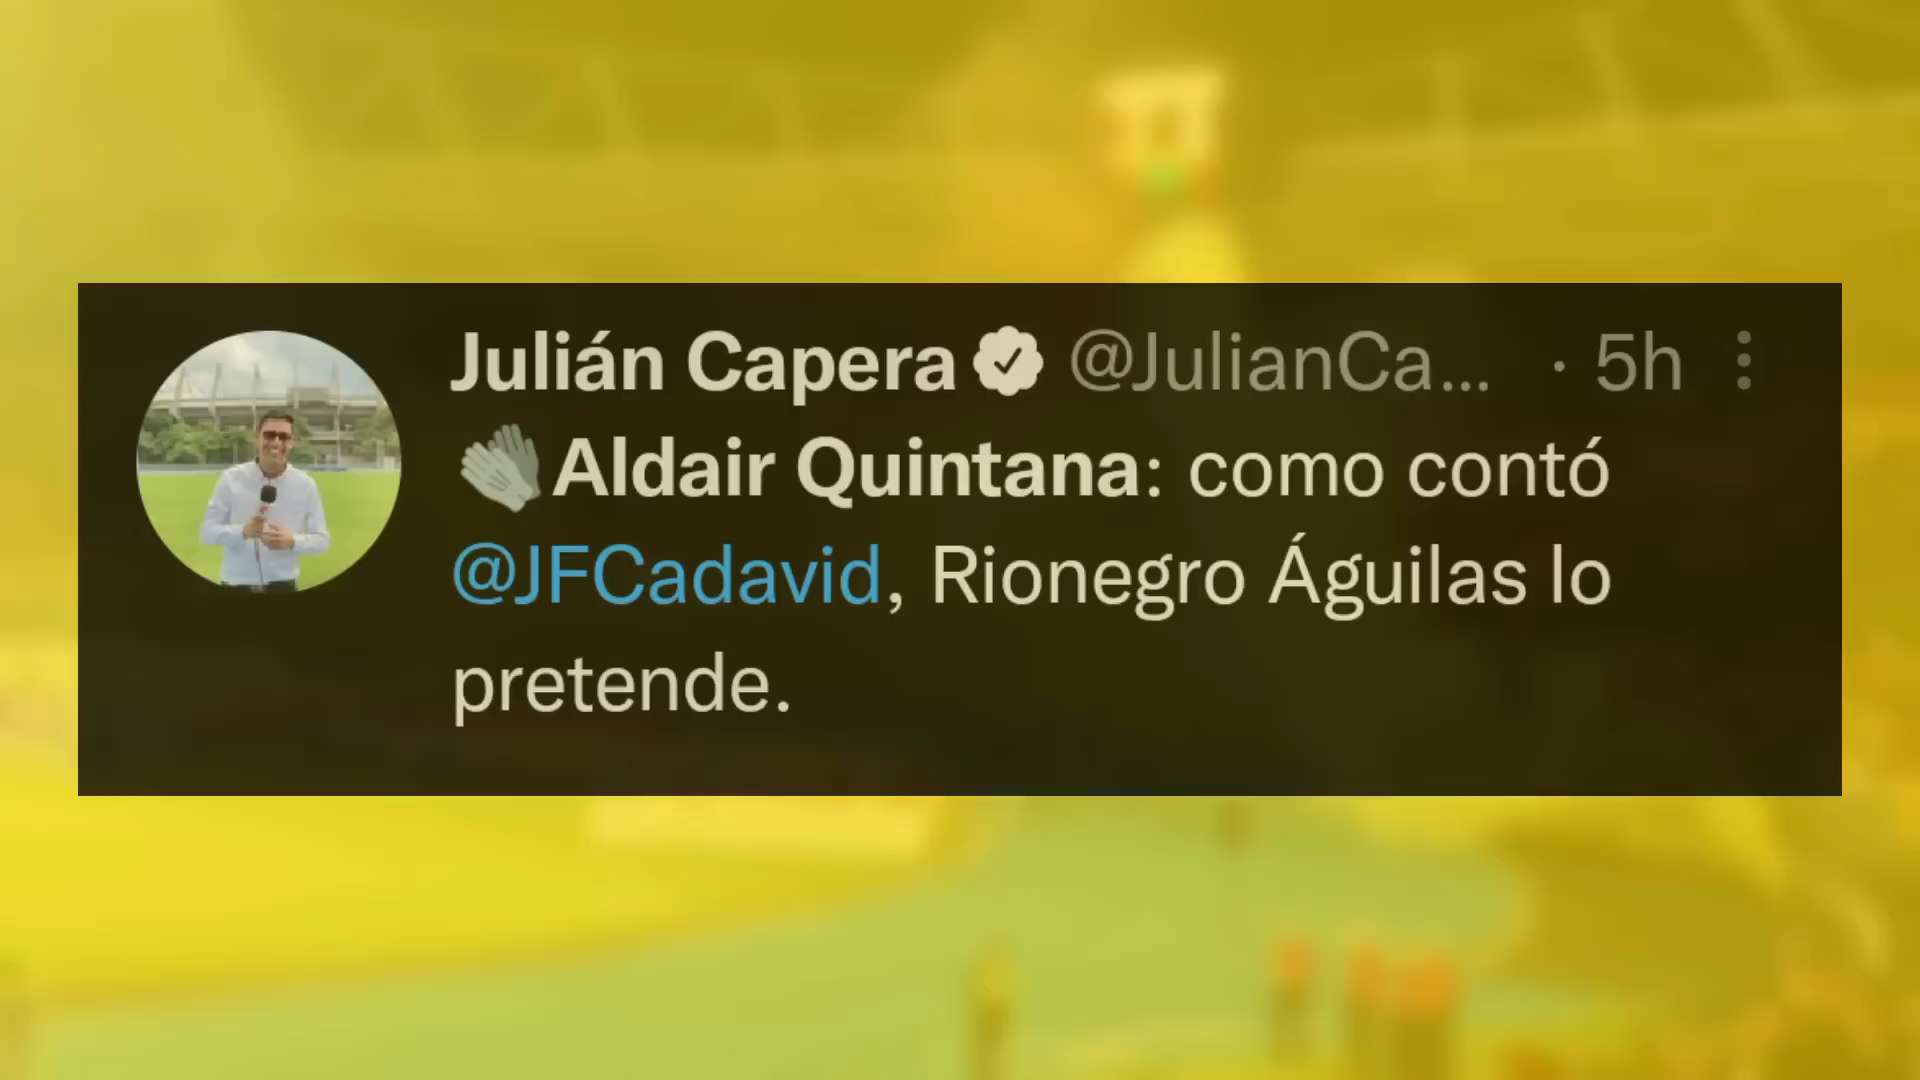 Julián Capera @JulianCa... · 5h
👏Aldair Quintana: como contó
@JFCadavid, Rionegro Águilas lo
pretende.